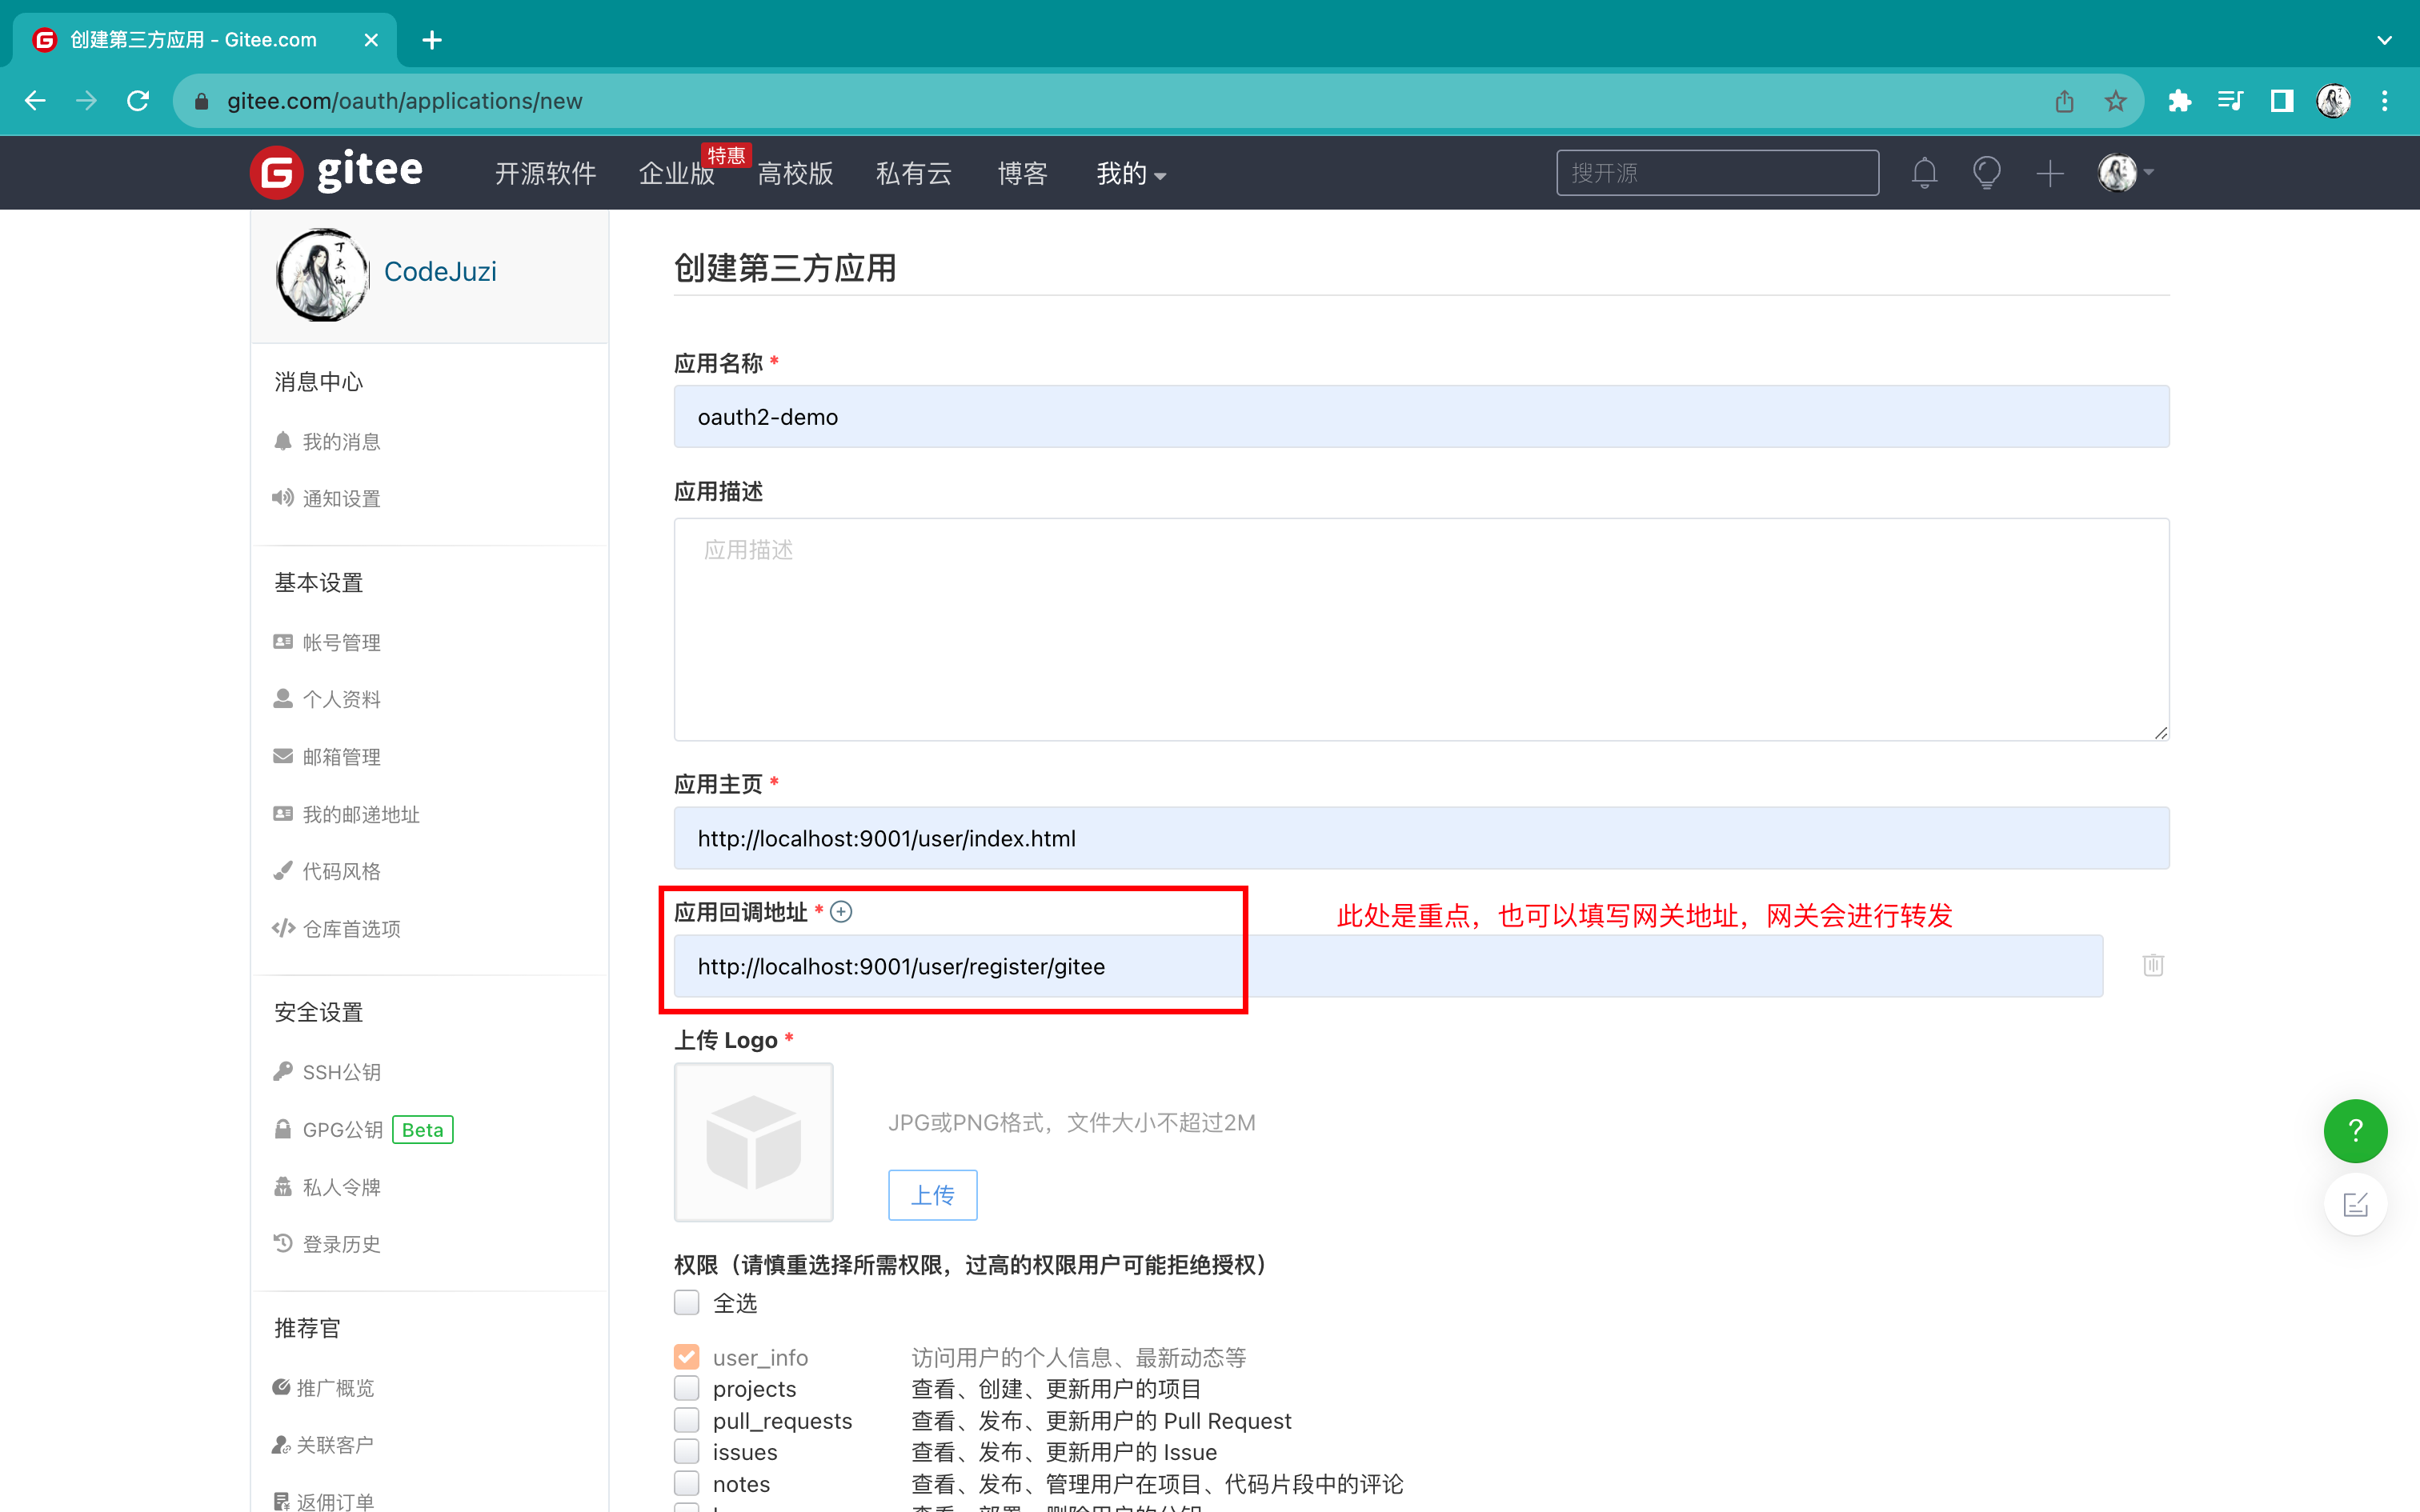 创建第三方应用 - Gitee.com
gitee.com/oauth/applications/new
gitee 开源软件 企业版 特惠 高校版 私有云 博客 我的 搜开源
丁大仙
CodeJuzi
消息中心
我的消息
通知设置
基本设置
帐号管理
个人资料
邮箱管理
我的邮递地址
代码风格
仓库首选项
安全设置
SSH公钥
GPG公钥 Beta
私人令牌
登录历史
推荐官
推广概览
关联客户
返佣订单
创建第三方应用
应用名称 *
oauth2-demo
应用描述
应用描述
应用主页 *
http://localhost:9001/user/index.html
应用回调地址 *
此处是重点，也可以填写网关地址，网关会进行转发
http://localhost:9001/user/register/gitee
上传 Logo *
JPG或PNG格式，文件大小不超过2M
上传
权限（请慎重选择所需权限，过高的权限用户可能拒绝授权）
全选
user_info 访问用户的个人信息、最新动态等
projects 查看、创建、更新用户的项目
pull_requests 查看、发布、更新用户的 Pull Request
issues 查看、发布、更新用户的 Issue
notes 查看、发布、管理用户在项目、代码片段中的评论